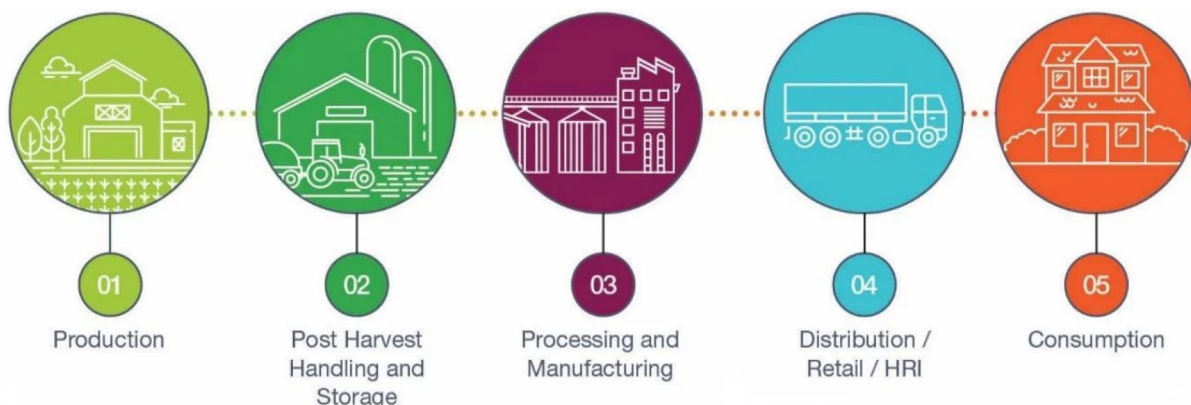 01
Production
02
Post Harvest
Handling and
Storage
03
Processing and
Manufacturing
04
Distribution /
Retail / HRI
05
Consumption